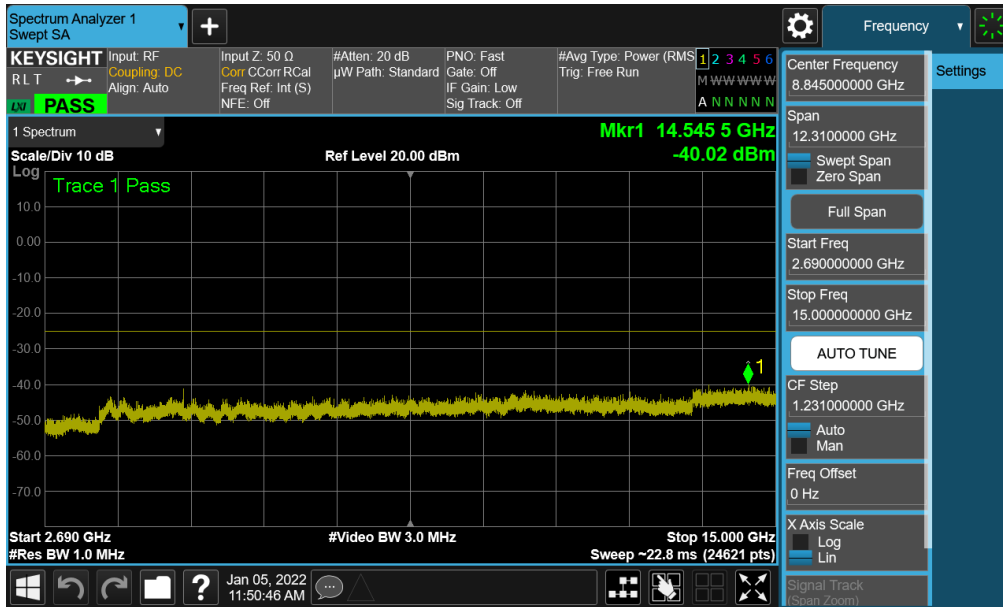 Spectrum Analyzer 1
Swept SA
Frequency
KEYSIGHT
R L T
LXI PASS
Input: RF
Coupling: DC
Align: Auto
Input Z: 50 Ω
Corr CCorr RCal
Freq Ref: Int (S)
NFE: Off
#Atten: 20 dB
µW Path: Standard
PNO: Fast
Gate: Off
IF Gain: Low
Sig Track: Off
#Avg Type: Power (RMS
Trig: Free Run
1 2 3 4 5 6
M W W W W W
A N N N N N
1 Spectrum
Mkr1 14.545 5 GHz
Scale/Div 10 dB
Ref Level 20.00 dBm
-40.02 dBm
Log
Trace 1 Pass
10.0
0.00
-10.0
-20.0
-30.0
1
-40.0
-50.0
-60.0
-70.0
Start 2.690 GHz
#Video BW 3.0 MHz
Stop 15.000 GHz
#Res BW 1.0 MHz
Sweep ~22.8 ms (24621 pts)
?
Jan 05, 2022
11:50:46 AM
Center Frequency
8.845000000 GHz
Settings
Span
12.3100000 GHz
Swept Span
Zero Span
Full Span
Start Freq
2.690000000 GHz
Stop Freq
15.000000000 GHz
AUTO TUNE
CF Step
1.231000000 GHz
Auto
Man
Freq Offset
0 Hz
X Axis Scale
Log
Lin
Signal Track
(Span Zoom)